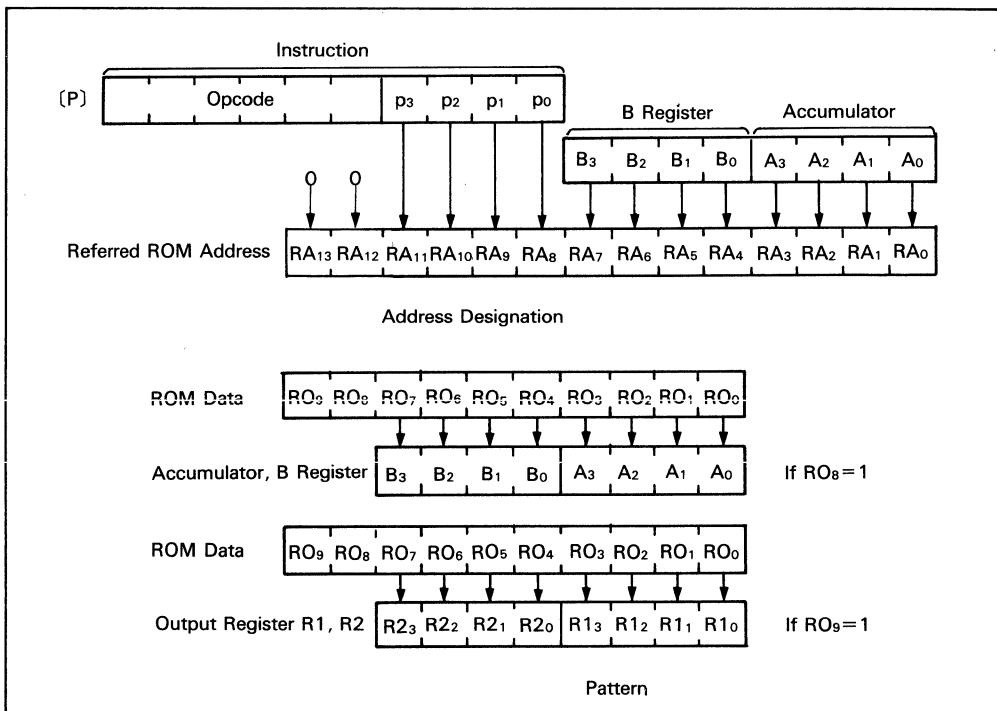 Instruction
[P] Opcode p3 p2 p1 p0
B Register Accumulator
B3 B2 B1 B0 A3 A2 A1 A0
0 0
Referred ROM Address RA13 RA12 RA11 RA10 RA9 RA8 RA7 RA6 RA5 RA4 RA3 RA2 RA1 RA0
Address Designation
ROM Data RO9 RO8 RO7 RO6 RO5 RO4 RO3 RO2 RO1 RO0
Accumulator, B Register B3 B2 B1 B0 A3 A2 A1 A0 If RO8=1
ROM Data RO9 RO8 RO7 RO6 RO5 RO4 RO3 RO2 RO1 RO0
Output Register R1, R2 R23 R22 R21 R20 R13 R12 R11 R10 If RO9=1
Pattern